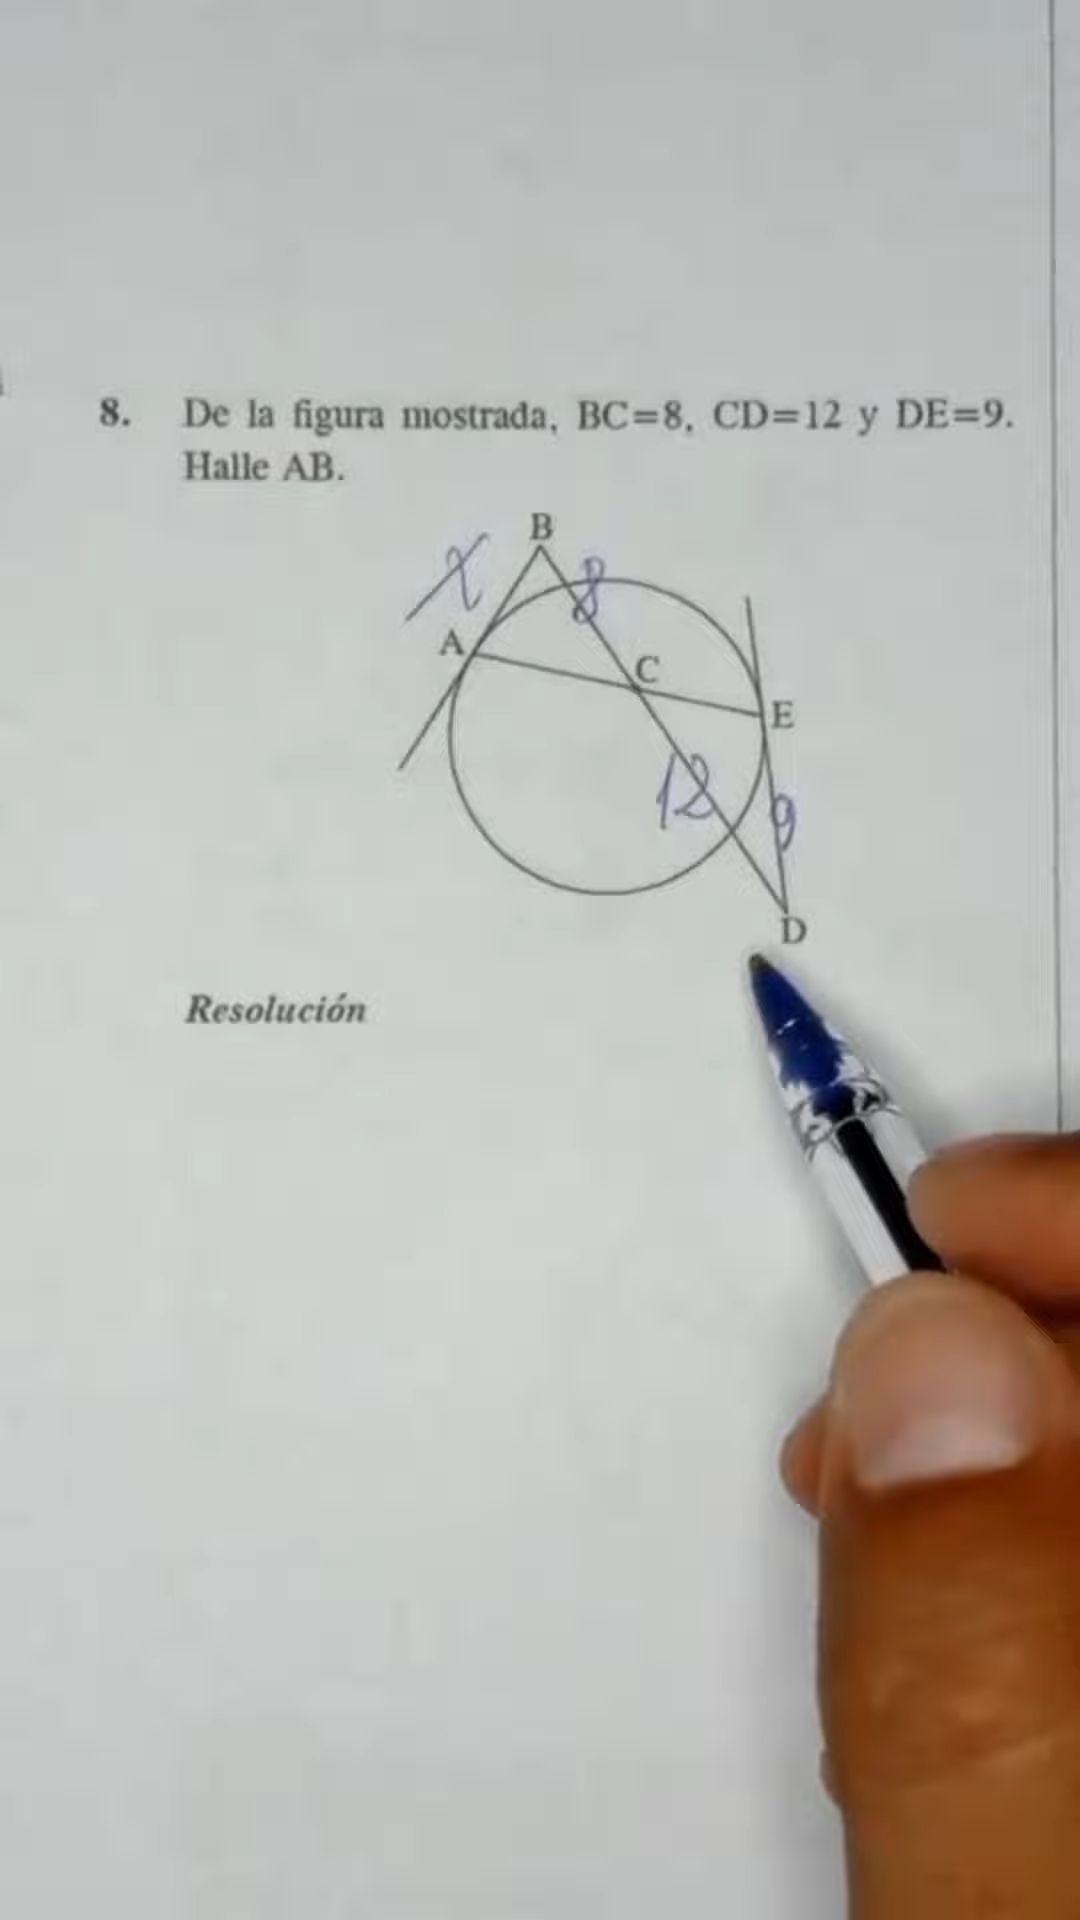 8. De la figura mostrada, BC=8, CD=12 y DE=9.
Halle AB.
B
x
8
A
C
E
12
9
D
Resolución